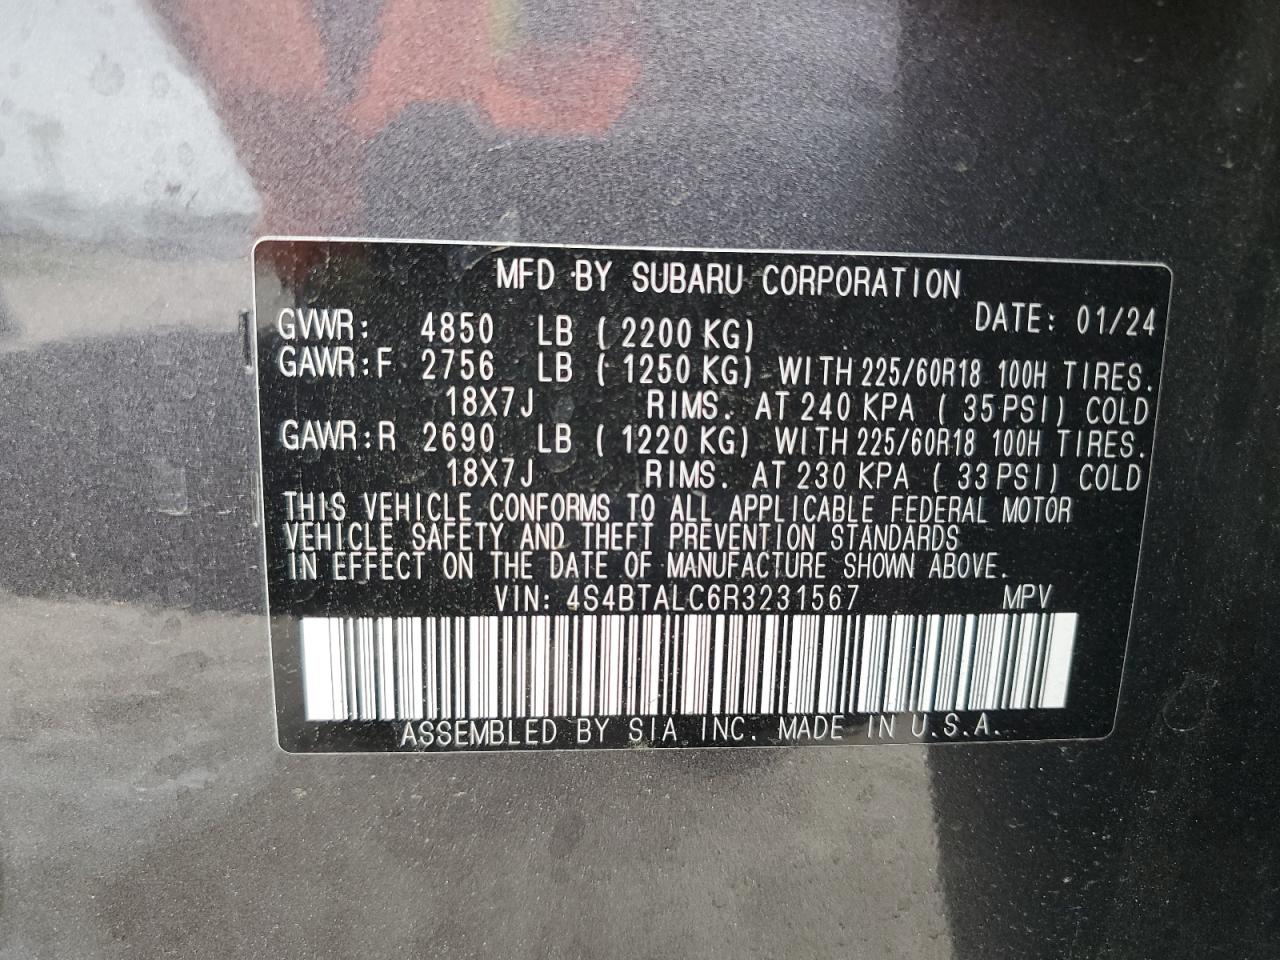 MFD BY SUBARU CORPORATION
DATE: 01/24
GVWR: 4850 LB (2200 KG)
GAWR:F 2756 LB (1250 KG) WITH 225/60R18 100H TIRES.
18X7J RIMS. AT 240 KPA (35 PSI) COLD
GAWR:R 2690 LB (1220 KG) WITH 225/60R18 100H TIRES.
18X7J RIMS. AT 230 KPA (33 PSI) COLD
THIS VEHICLE CONFORMS TO ALL APPLICABLE FEDERAL MOTOR
VEHICLE SAFETY AND THEFT PREVENTION STANDARDS
IN EFFECT ON THE DATE OF MANUFACTURE SHOWN ABOVE.
VIN: 4S4BTALC6R3231567 MPV
ASSEMBLED BY SIA INC. MADE IN U.S.A.